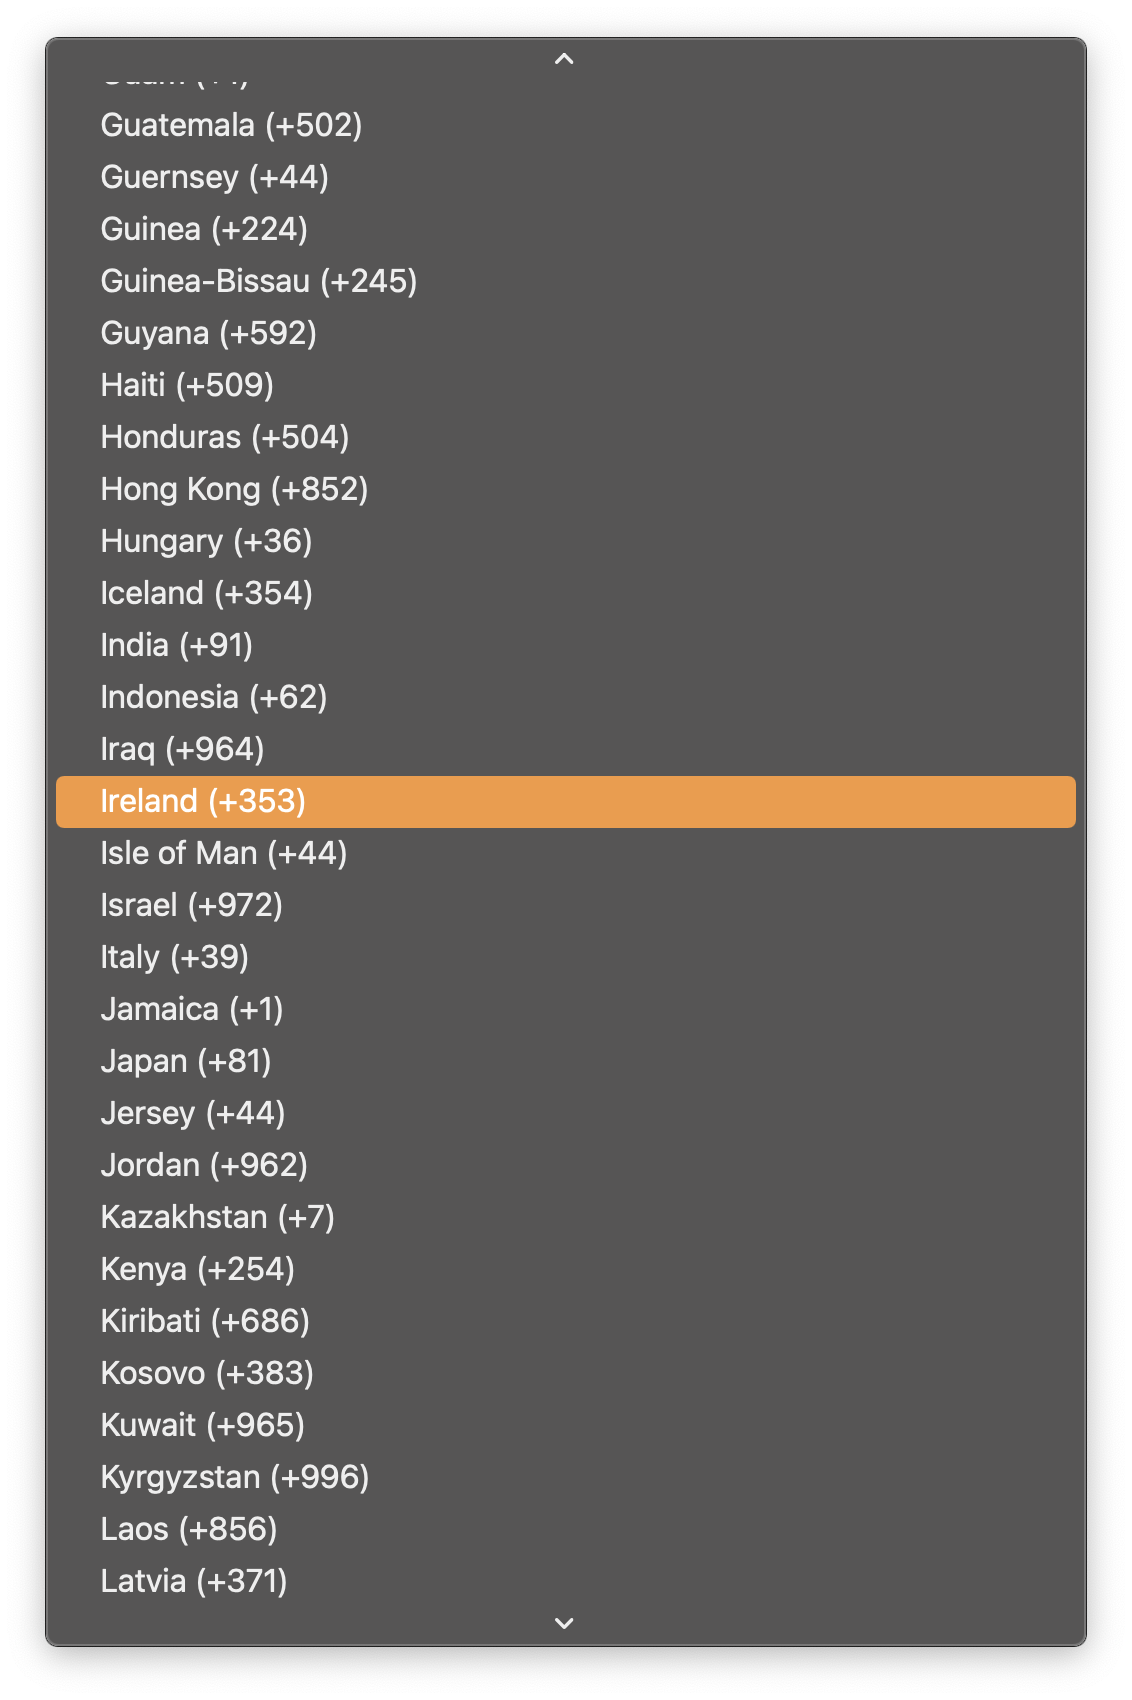 Guatemala (+502)
Guernsey (+44)
Guinea (+224)
Guinea-Bissau (+245)
Guyana (+592)
Haiti (+509)
Honduras (+504)
Hong Kong (+852)
Hungary (+36)
Iceland (+354)
India (+91)
Indonesia (+62)
Iraq (+964)
Ireland (+353)
Isle of Man (+44)
Israel (+972)
Italy (+39)
Jamaica (+1)
Japan (+81)
Jersey (+44)
Jordan (+962)
Kazakhstan (+7)
Kenya (+254)
Kiribati (+686)
Kosovo (+383)
Kuwait (+965)
Kyrgyzstan (+996)
Laos (+856)
Latvia (+371)